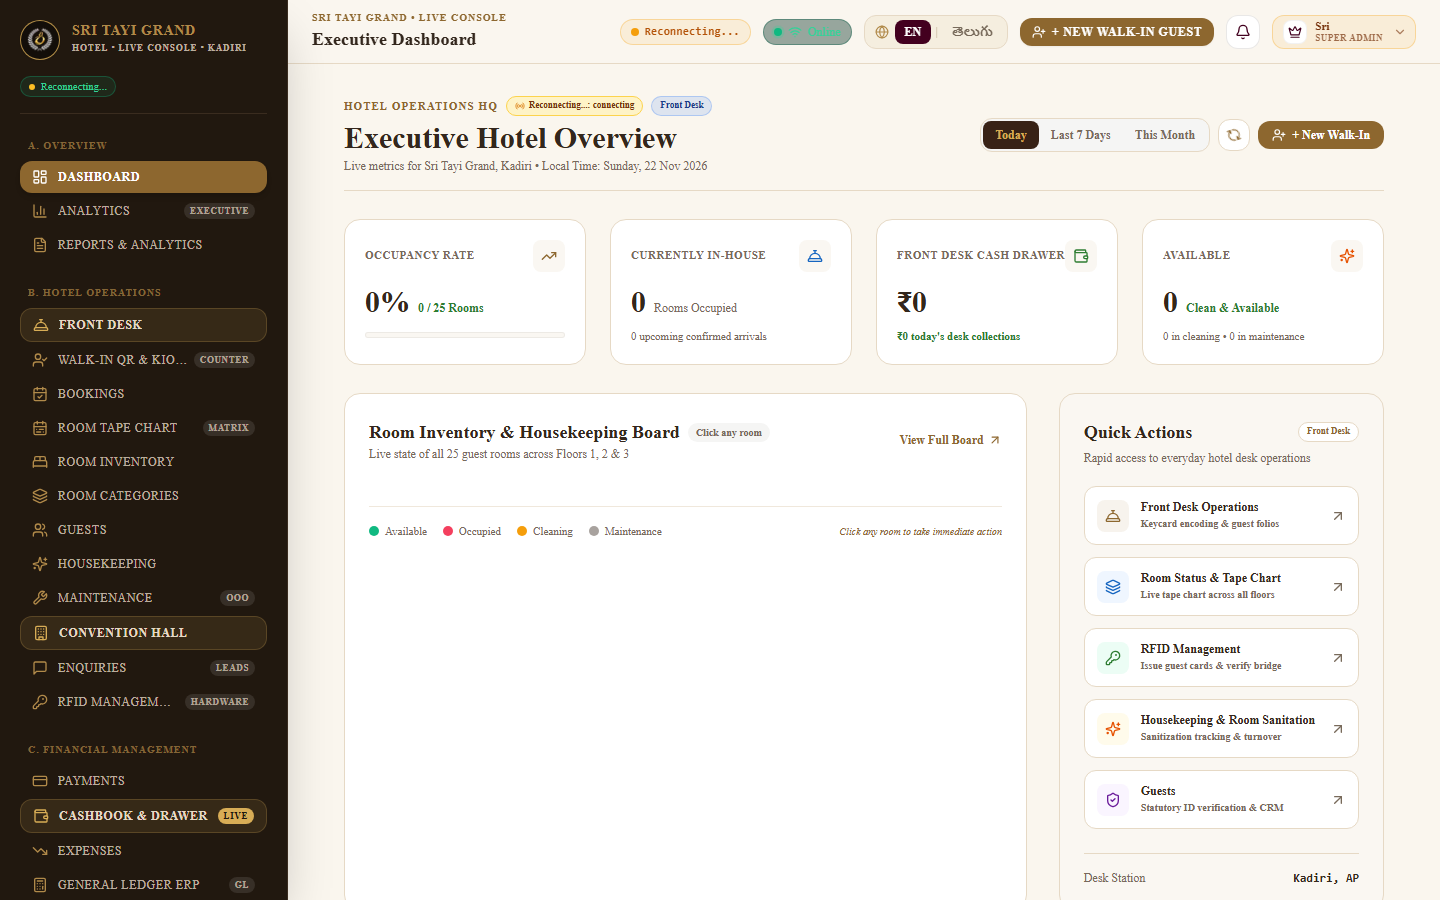 SRI TAYI GRAND
HOTEL • LIVE CONSOLE • KADIRI
Reconnecting...
A. OVERVIEW
DASHBOARD
ANALYTICS EXECUTIVE
REPORTS & ANALYTICS
B. HOTEL OPERATIONS
FRONT DESK
WALK-IN QR & KIO... COUNTER
BOOKINGS
ROOM TAPE CHART MATRIX
ROOM INVENTORY
ROOM CATEGORIES
GUESTS
HOUSEKEEPING
MAINTENANCE OOO
CONVENTION HALL
ENQUIRIES LEADS
RFID MANAGEM... HARDWARE
C. FINANCIAL MANAGEMENT
PAYMENTS
CASHBOOK & DRAWER LIVE
EXPENSES
GENERAL LEDGER ERP GL
SRI TAYI GRAND • LIVE CONSOLE
Executive Dashboard
Reconnecting...
EN తెలుగు
+ NEW WALK-IN GUEST
Sri
SUPER ADMIN
HOTEL OPERATIONS HQ Reconnecting...: connecting Front Desk
Executive Hotel Overview
Live metrics for Sri Tayi Grand, Kadiri • Local Time: Sunday, 22 Nov 2026
Today Last 7 Days This Month
+ New Walk-In
OCCUPANCY RATE
0% 0 / 25 Rooms
CURRENTLY IN-HOUSE
0 Rooms Occupied
0 upcoming confirmed arrivals
FRONT DESK CASH DRAWER
₹0
₹0 today's desk collections
AVAILABLE
0 Clean & Available
0 in cleaning • 0 in maintenance
Room Inventory & Housekeeping Board Click any room
Live state of all 25 guest rooms across Floors 1, 2 & 3
View Full Board
Available Occupied Cleaning Maintenance
Click any room to take immediate action
Quick Actions Front Desk
Rapid access to everyday hotel desk operations
Front Desk Operations
Keycard encoding & guest folios
Room Status & Tape Chart
Live tape chart across all floors
RFID Management
Issue guest cards & verify bridge
Housekeeping & Room Sanitation
Sanitization tracking & turnover
Guests
Statutory ID verification & CRM
Desk Station Kadiri, AP